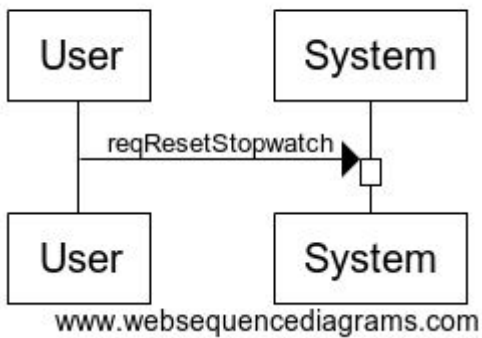 User
System
reqResetStopwatch
User
System
www.websequencediagrams.com